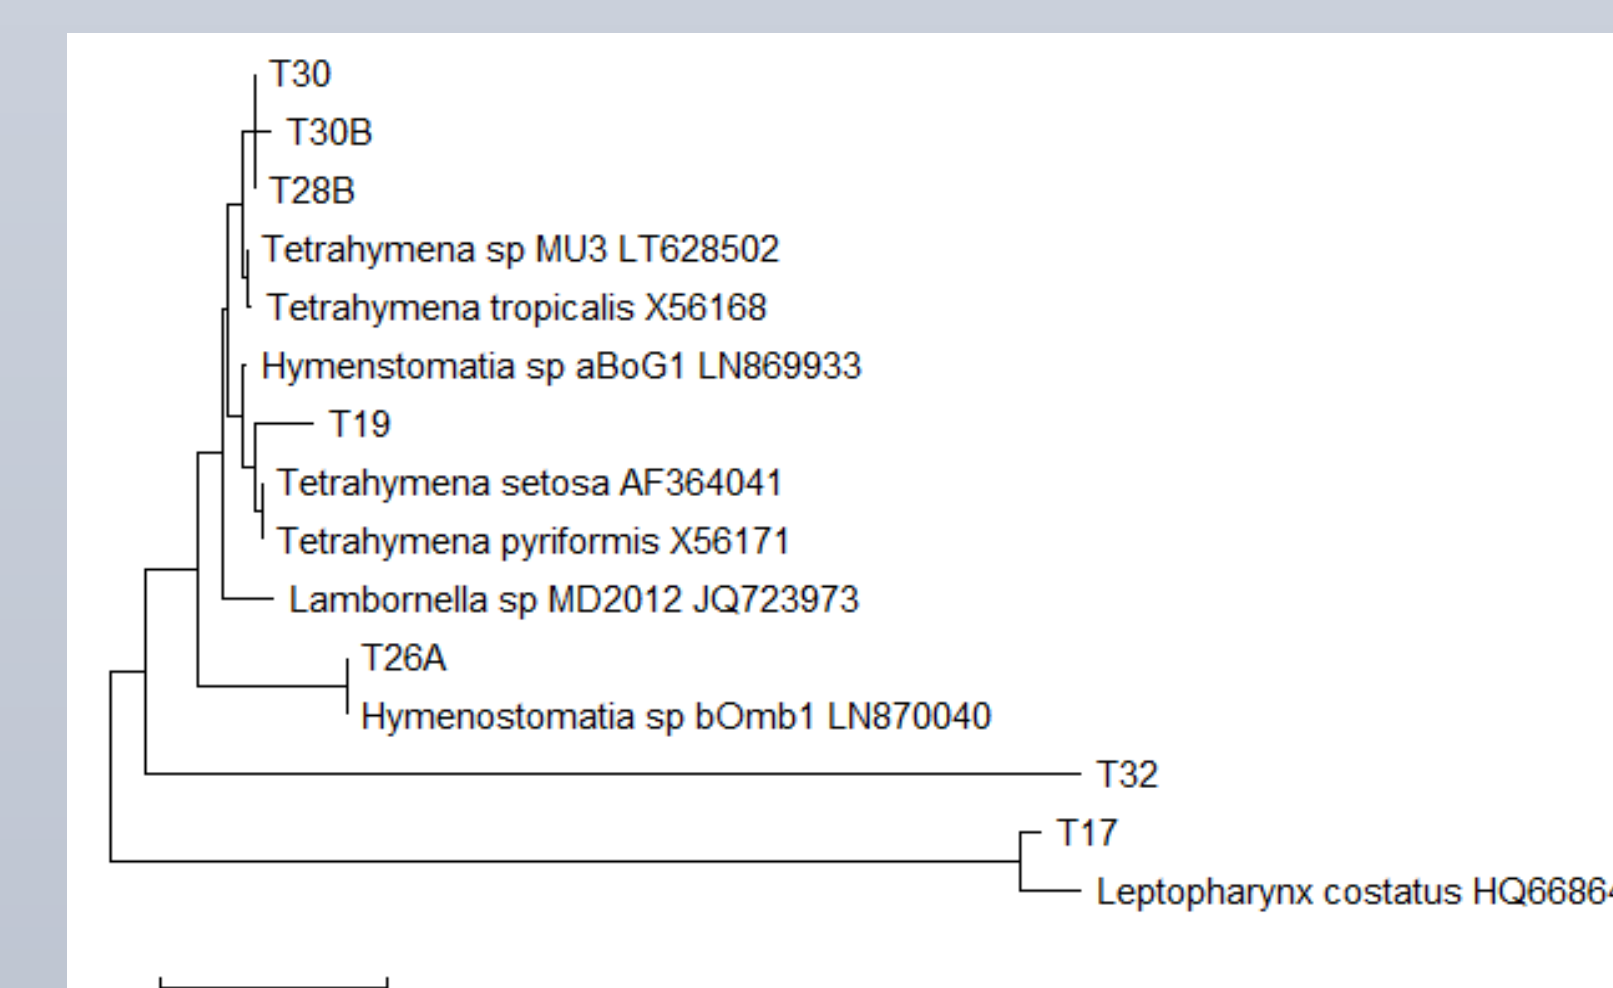 T30
T30B
T28B
Tetrahymena sp MU3 LT628502
Tetrahymena tropicalis X56168
Hymenstomatia sp aBoG1 LN869933
T19
Tetrahymena setosa AF364041
Tetrahymena pyriformis X56171
Lambornella sp MD2012 JQ723973
T26A
Hymenostomatia sp bOmb1 LN870040
T32
T17
Leptopharynx costatus HQ66864